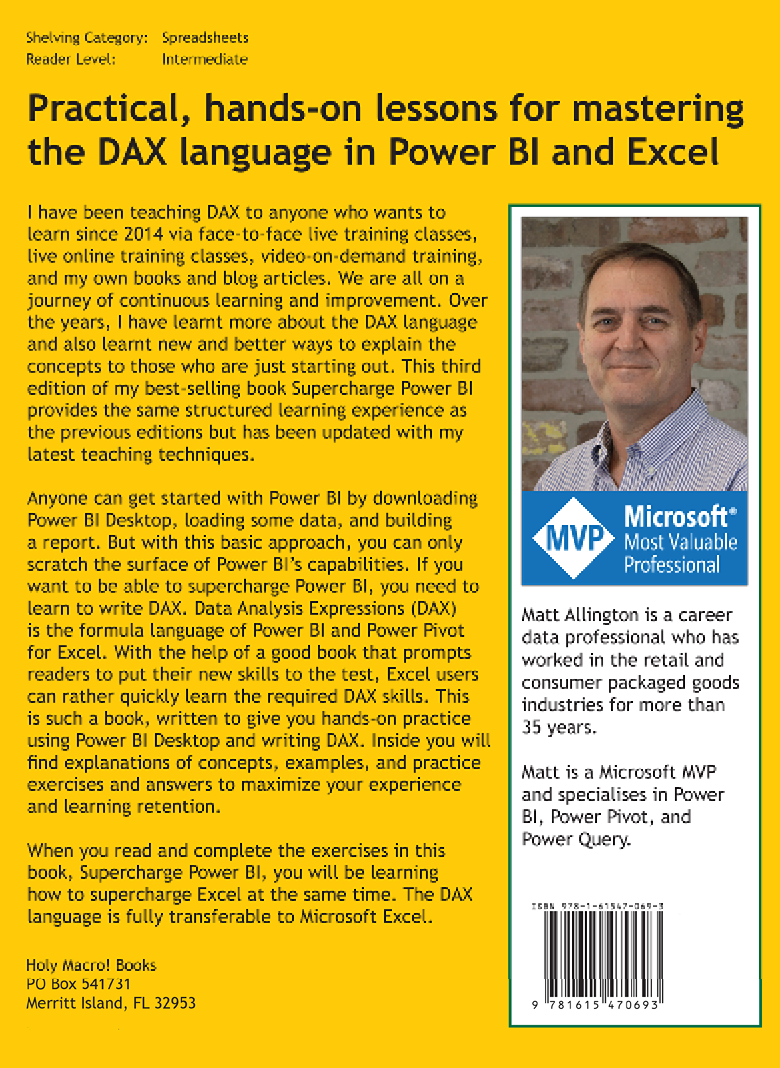 Shelving Category: Spreadsheets
Reader Level: Intermediate
Practical, hands-on lessons for mastering
the DAX language in Power BI and Excel
I have been teaching DAX to anyone who wants to
learn since 2014 via face-to-face live training classes,
live online training classes, video-on-demand training,
and my own books and blog articles. We are all on a
journey of continuous learning and improvement. Over
the years, I have learnt more about the DAX language
and also learnt new and better ways to explain the
concepts to those who are just starting out. This third
edition of my best-selling book Supercharge Power BI
provides the same structured learning experience as
the previous editions but has been updated with my
latest teaching techniques.
Anyone can get started with Power BI by downloading
Power BI Desktop, loading some data, and building
a report. But with this basic approach, you can only
scratch the surface of Power BI's capabilities. If you
want to be able to supercharge Power BI, you need to
learn to write DAX. Data Analysis Expressions (DAX)
is the formula language of Power BI and Power Pivot
for Excel. With the help of a good book that prompts
readers to put their new skills to the test, Excel users
can rather quickly learn the required DAX skills. This
is such a book, written to give you hands-on practice
using Power BI Desktop and writing DAX. Inside you will
find explanations of concepts, examples, and practice
exercises and answers to maximize your experience
and learning retention.
When you read and complete the exercises in this
book, Supercharge Power BI, you will be learning
how to supercharge Excel at the same time. The DAX
language is fully transferable to Microsoft Excel.
Holy Macro! Books
PO Box 541731
Merritt Island, FL 32953
MVP
Microsoft®
Most Valuable
Professional
Matt Allington is a career
data professional who has
worked in the retail and
consumer packaged goods
industries for more than
35 years.
Matt is a Microsoft MVP
and specialises in Power
BI, Power Pivot, and
Power Query.
ISBN 978-1-61547-069-3
9 781615 470693